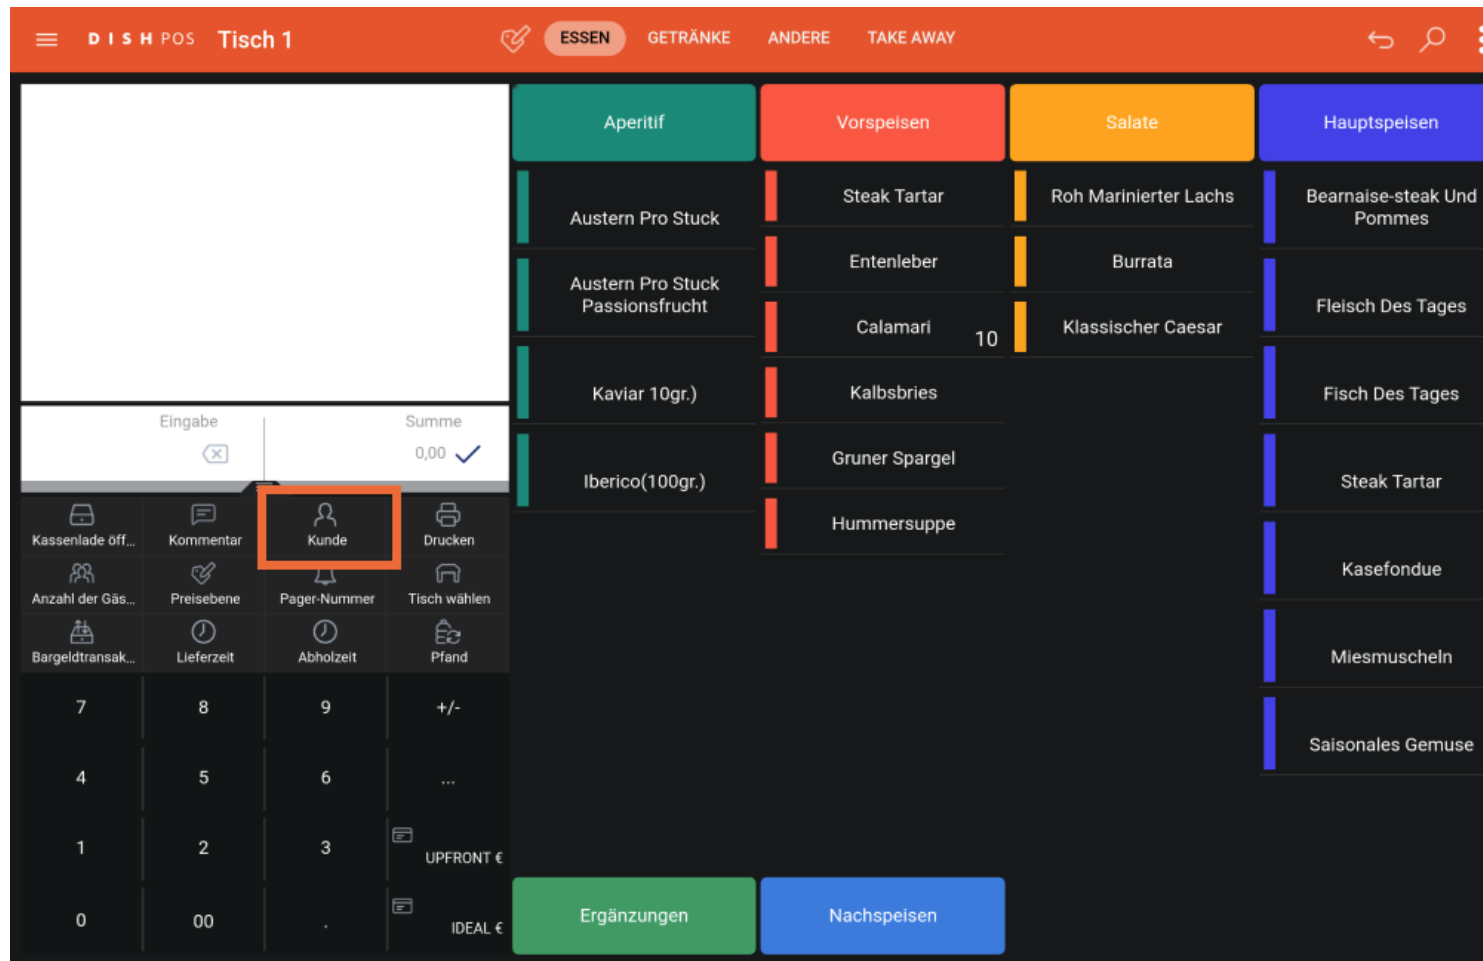 DISH POS Tisch 1
ESSEN GETRÄNKE ANDERE TAKE AWAY
Aperitif Vorspeisen Salate Hauptspeisen
Austern Pro Stuck
Austern Pro Stuck
Passionsfrucht
Kaviar 10gr.)
Iberico(100gr.)
Steak Tartar
Entenleber
Calamari 10
Kalbsbries
Gruner Spargel
Hummersuppe
Roh Marinierter Lachs
Burrata
Klassischer Caesar
Bearnaise-steak Und
Pommes
Fleisch Des Tages
Fisch Des Tages
Steak Tartar
Kasefondue
Miesmuscheln
Saisonales Gemuse
Eingabe Summe
0,00
Kassenlade öff... Kommentar Kunde Drucken
Anzahl der Gäs... Preisebene Pager-Nummer Tisch wählen
Bargeldtransak... Lieferzeit Abholzeit Pfand
7 8 9 +/-
4 5 6 ...
1 2 3 UPFRONT €
0 00 . IDEAL €
Ergänzungen Nachspeisen